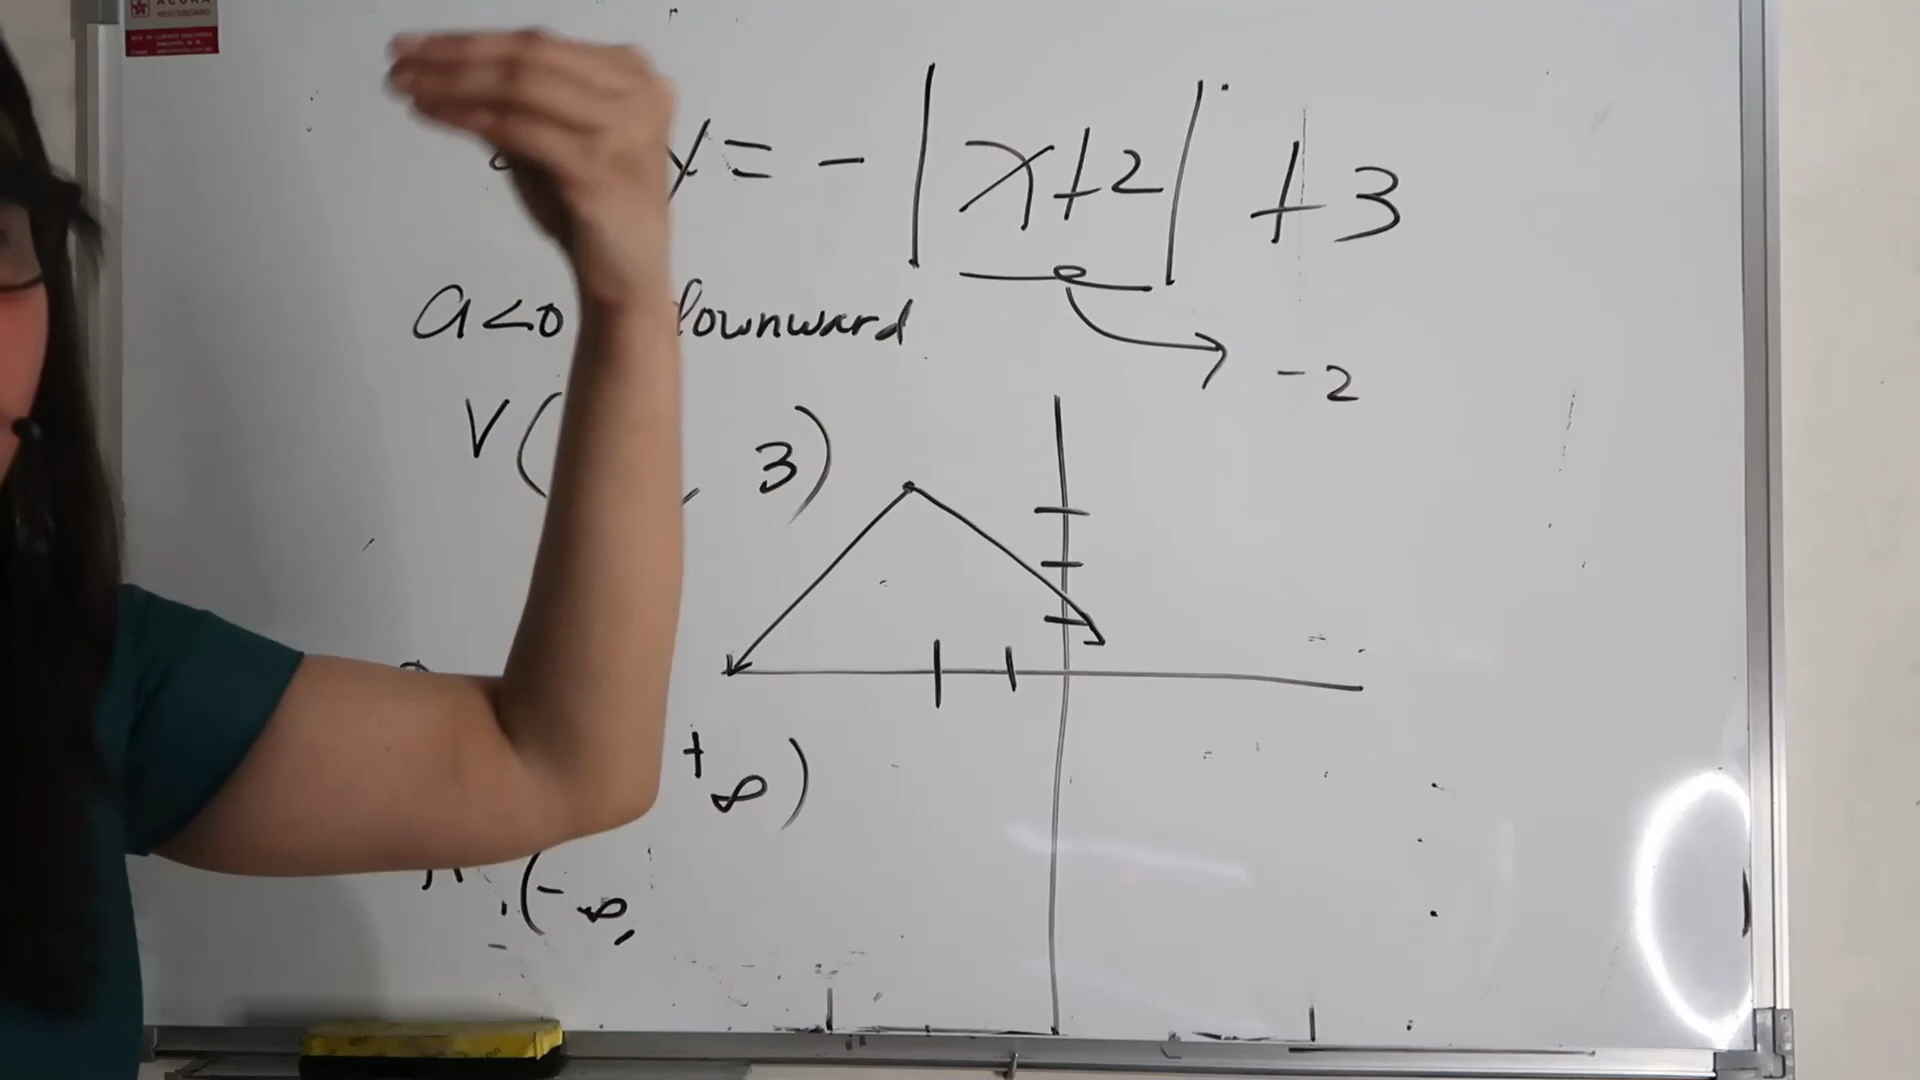 y = - |x+2| + 3
a<0 downward
-2
V( , 3)
+∞)
(-∞,